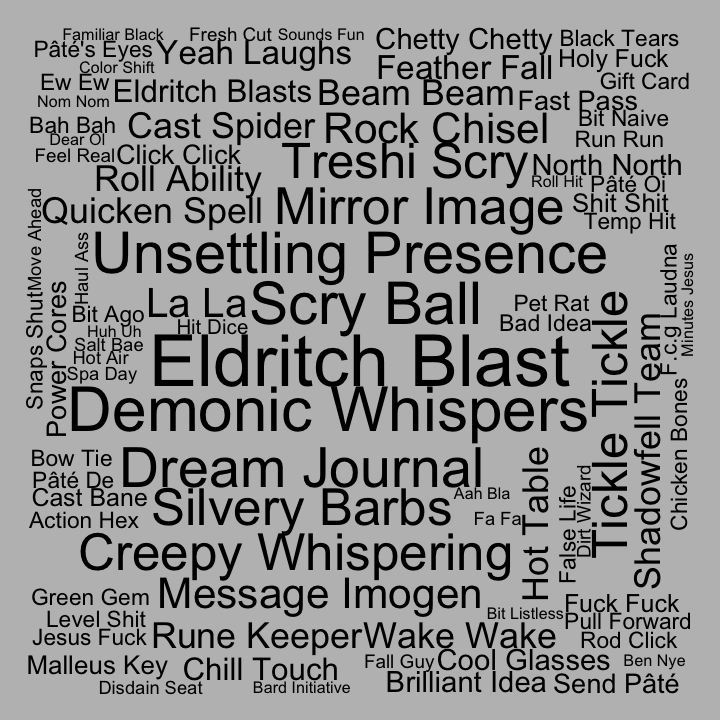 Familiar Black
Fresh Cut
Sounds Fun
Chetty Chetty
Black Tears
Pâté's Eyes
Yeah Laughs
Holy Fuck
Color Shift
Feather Fall
Gift Card
Ew Ew
Eldritch Blasts
Beam Beam
Fast Pass
Nom Nom
Bit Naive
Bah Bah
Cast Spider
Rock Chisel
Run Run
Dear Ol
Feel Real
Click Click
Treshi Scry
North North
Roll Ability
Roll Hit
Pâté Oi
Quicken Spell
Mirror Image
Shit Shit
Temp Hit
Move Ahead
Haul Ass
Unsettling Presence
F.c.g Laudna
Minutes Jesus
Snaps Shut
Power Cores
Bit Ago
La La
Scry Ball
Pet Rat
Hit Dice
Bad Idea
Huh Uh
Salt Bae
Hot Air
Spa Day
Eldritch Blast
Tickle Tickle
Shadowfell Team
Chicken Bones
Demonic Whispers
Bow Tie
Dream Journal
Pâté De
Cast Bane
Silvery Barbs
Aah Bla
Hot Table
False Life
Dirt Wizard
Action Hex
Fa Fa
Creepy Whispering
Green Gem
Message Imogen
Fuck Fuck
Level Shit
Bit Listless
Pull Forward
Jesus Fuck
Rune Keeper
Wake Wake
Rod Click
Malleus Key
Chill Touch
Fall Guy
Cool Glasses
Ben Nye
Disdain Seat
Bard Initiative
Brilliant Idea
Send Pâté